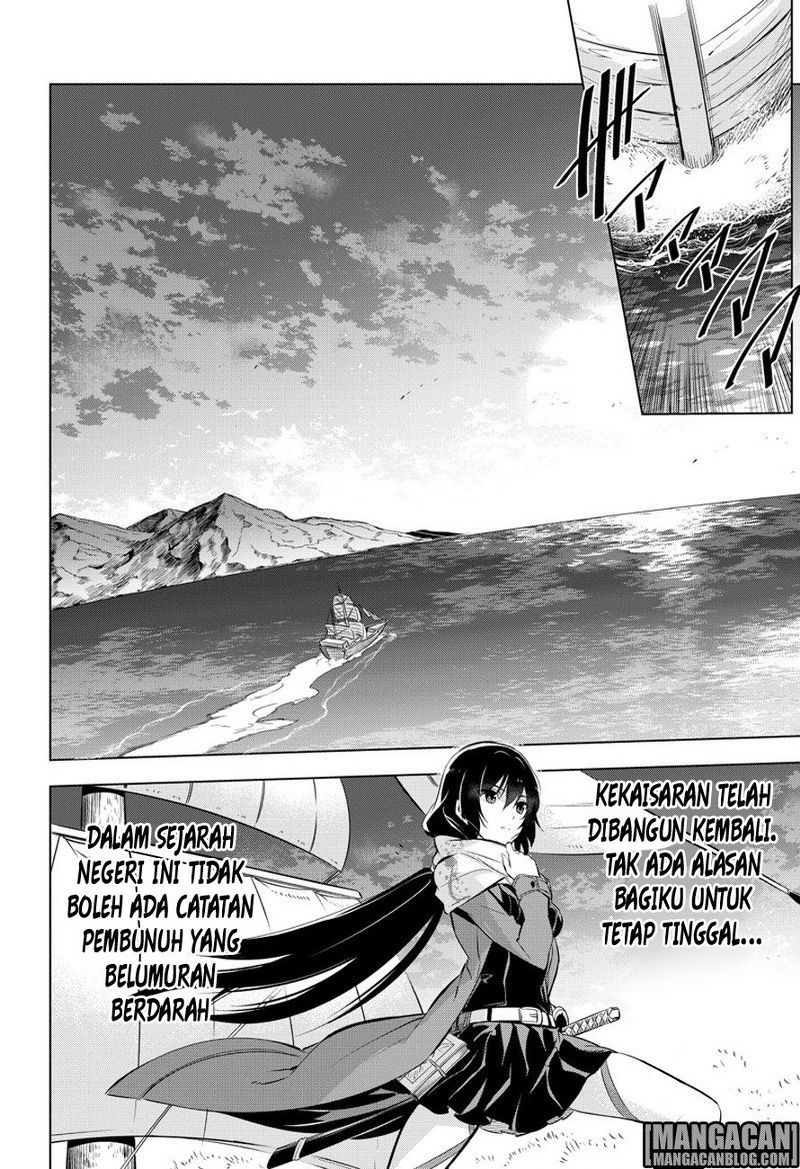 KEKAISARAN TELAH
DIBANGUN KEMBALI.
TAK ADA ALASAN
BAGIKU UNTUK
TETAP TINGGAL...
DALAM SEJARAH
NEGERI INI TIDAK
BOLEH ADA CATATAN
PEMBUNUH YANG
BELUMURAN
BERDARAH
[MANGACAN]
MANGACANBLOG.COM